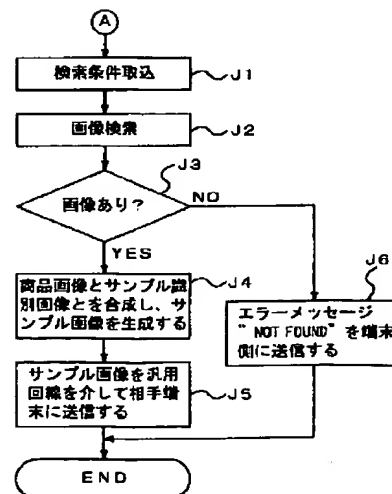 A
検索条件取込
J1
画像検索
J2
J3
画像あり?
NO
YES
商品画像とサンプル識
別画像とを合成し、サ
ンプル画像を生成する
J4
J6
エラーメッセージ
"NOT FOUND"を端末
側に送信する
サンプル画像を汎用
回線を介して相手端
末に送信する
J5
END